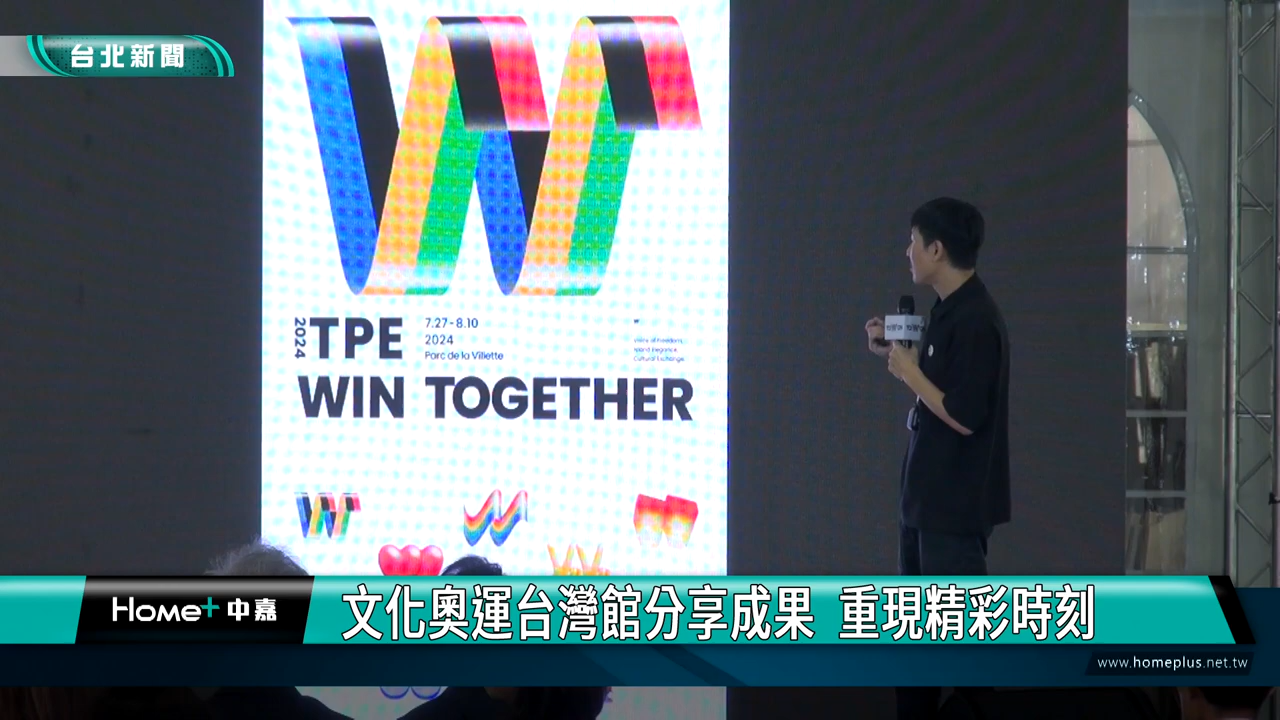 台北新聞
2024
TPE
7.27-8.10
2024
Parc de la Villette
Cultural Exchange.
WIN TOGETHER
Home+中嘉
文化奧運台灣館分享成果 重現精彩時刻
www.homeplus.net.tw